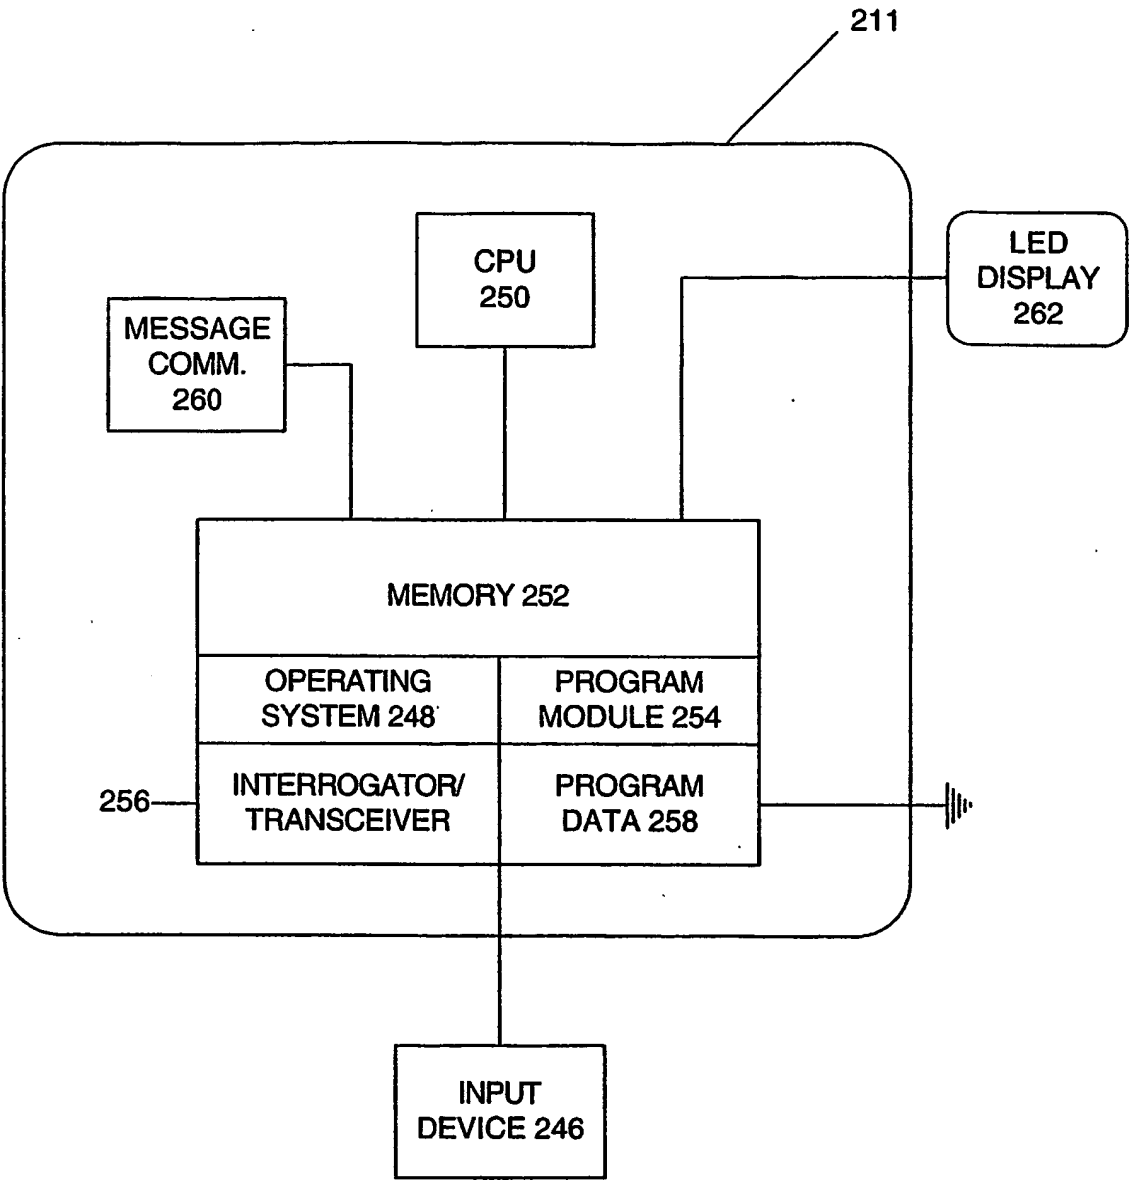 211
CPU
250
LED
DISPLAY
262
MESSAGE
COMM.
260
MEMORY 252
OPERATING
SYSTEM 248
PROGRAM
MODULE 254
256
INTERROGATOR/
TRANSCEIVER
PROGRAM
DATA 258
INPUT
DEVICE 246